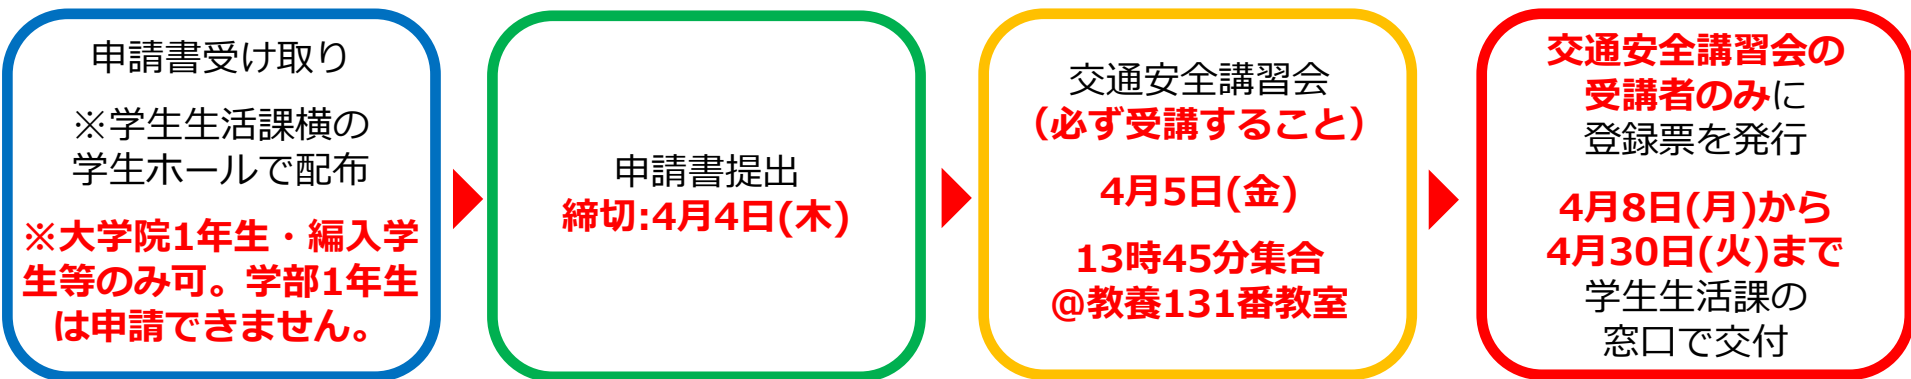 申請書受け取り
※学生生活課横の
学生ホールで配布
※大学院1年生・編入学
生等のみ可。学部1年生
は申請できません。
申請書提出
締切:4月4日(木)
交通安全講習会
（必ず受講すること）
4月5日(金)
13時45分集合
@教養131番教室
交通安全講習会の
受講者のみに
登録票を発行
4月8日(月)から
4月30日(火)まで
学生生活課の
窓口で交付